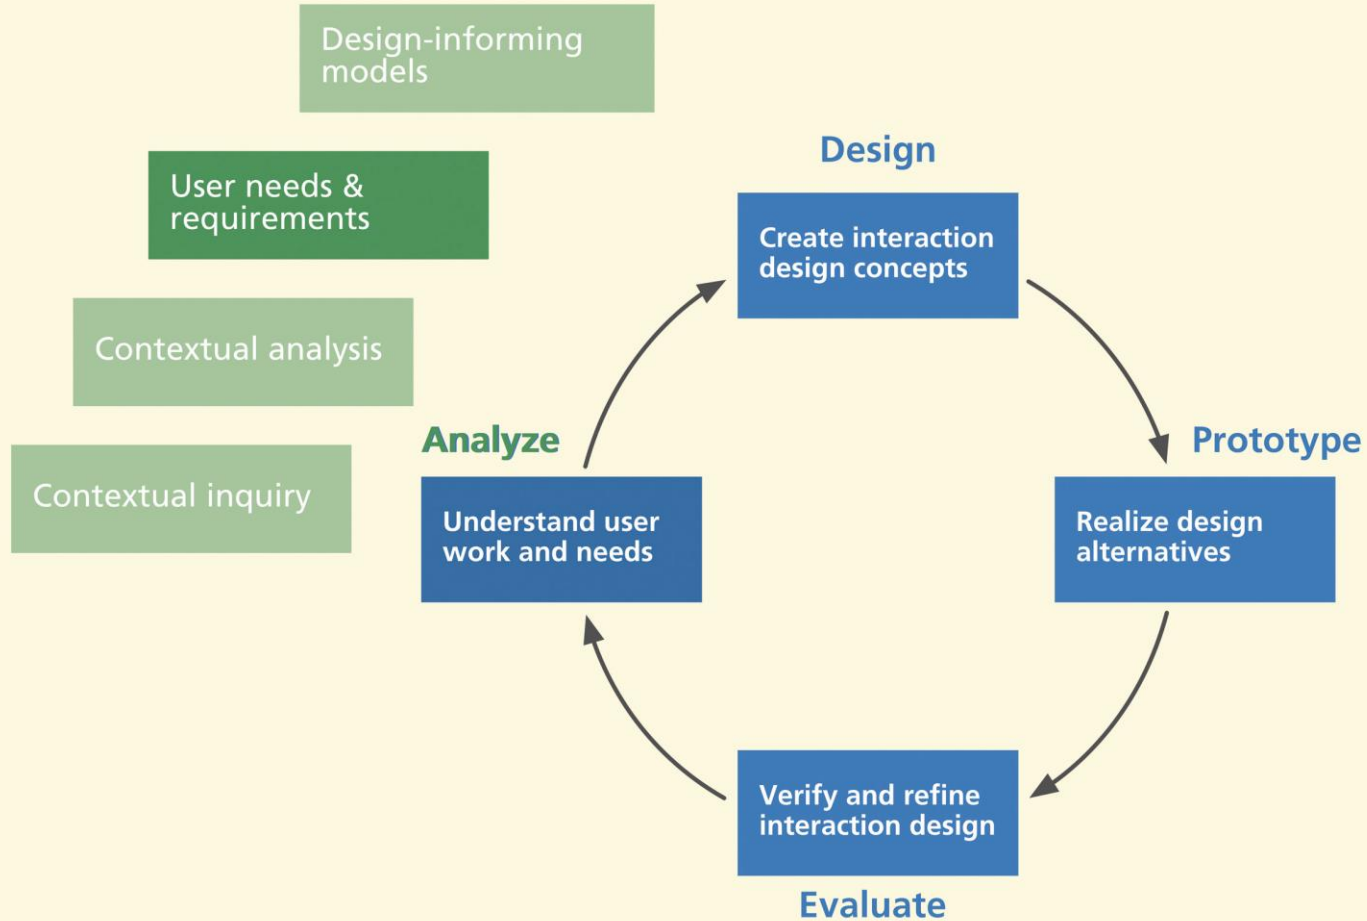 Design-informing
models
User needs &
requirements
Contextual analysis
Contextual inquiry
Analyze
Understand user
work and needs
Design
Create interaction
design concepts
Prototype
Realize design
alternatives
Verify and refine
interaction design
Evaluate